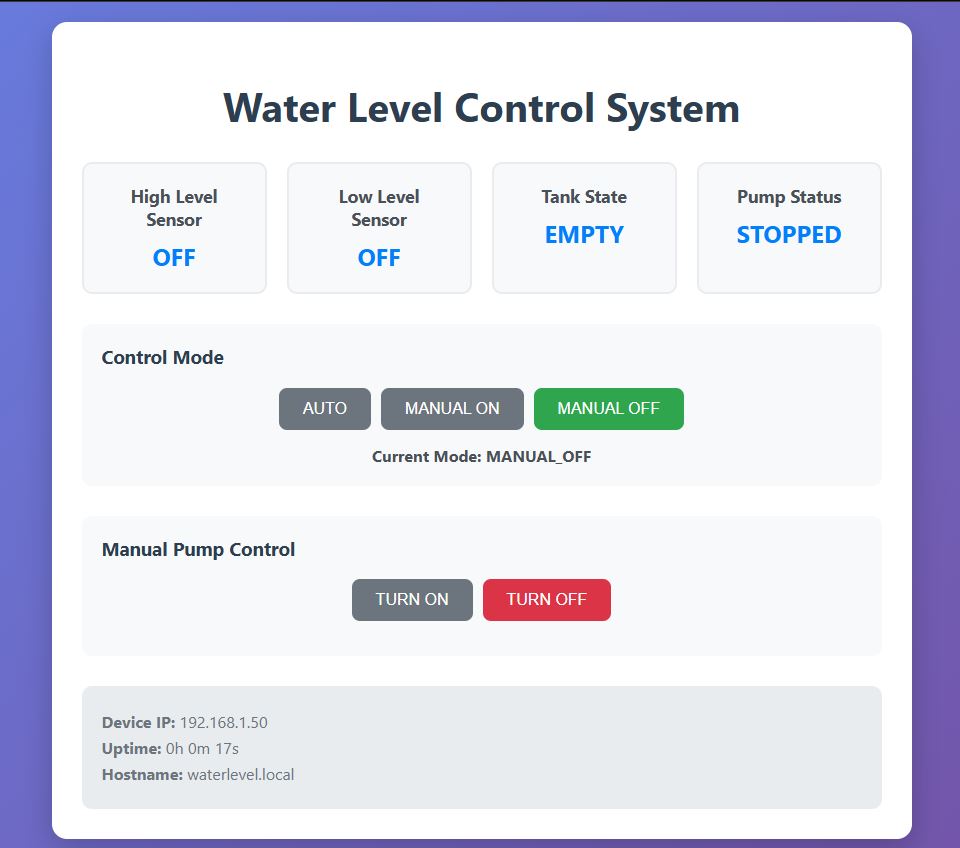 Water Level Control System
High Level
Sensor
OFF
Low Level
Sensor
OFF
Tank State
EMPTY
Pump Status
STOPPED
Control Mode
AUTO
MANUAL ON
MANUAL OFF
Current Mode: MANUAL_OFF
Manual Pump Control
TURN ON
TURN OFF
Device IP: 192.168.1.50
Uptime: 0h 0m 17s
Hostname: waterlevel.local